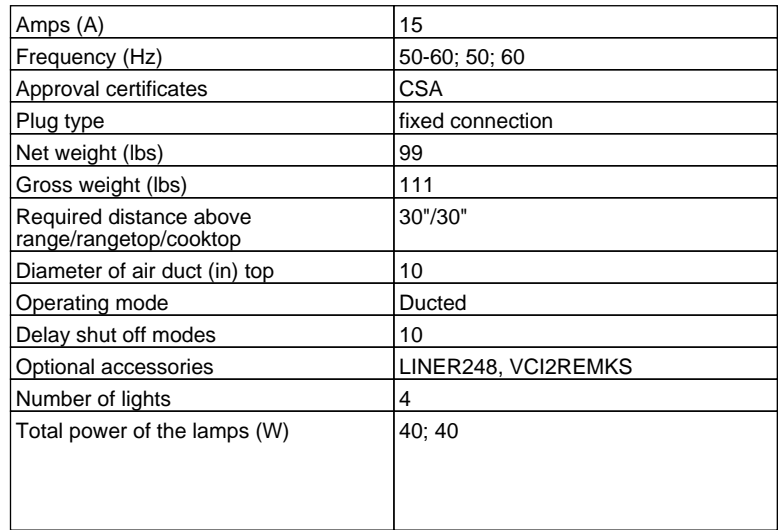 Amps (A) 15
Frequency (Hz) 50-60; 50; 60
Approval certificates CSA
Plug type fixed connection
Net weight (lbs) 99
Gross weight (lbs) 111
Required distance above 30"/30"
range/rangetop/cooktop
Diameter of air duct (in) top 10
Operating mode Ducted
Delay shut off modes 10
Optional accessories LINER248, VCI2REMKS
Number of lights 4
Total power of the lamps (W) 40; 40